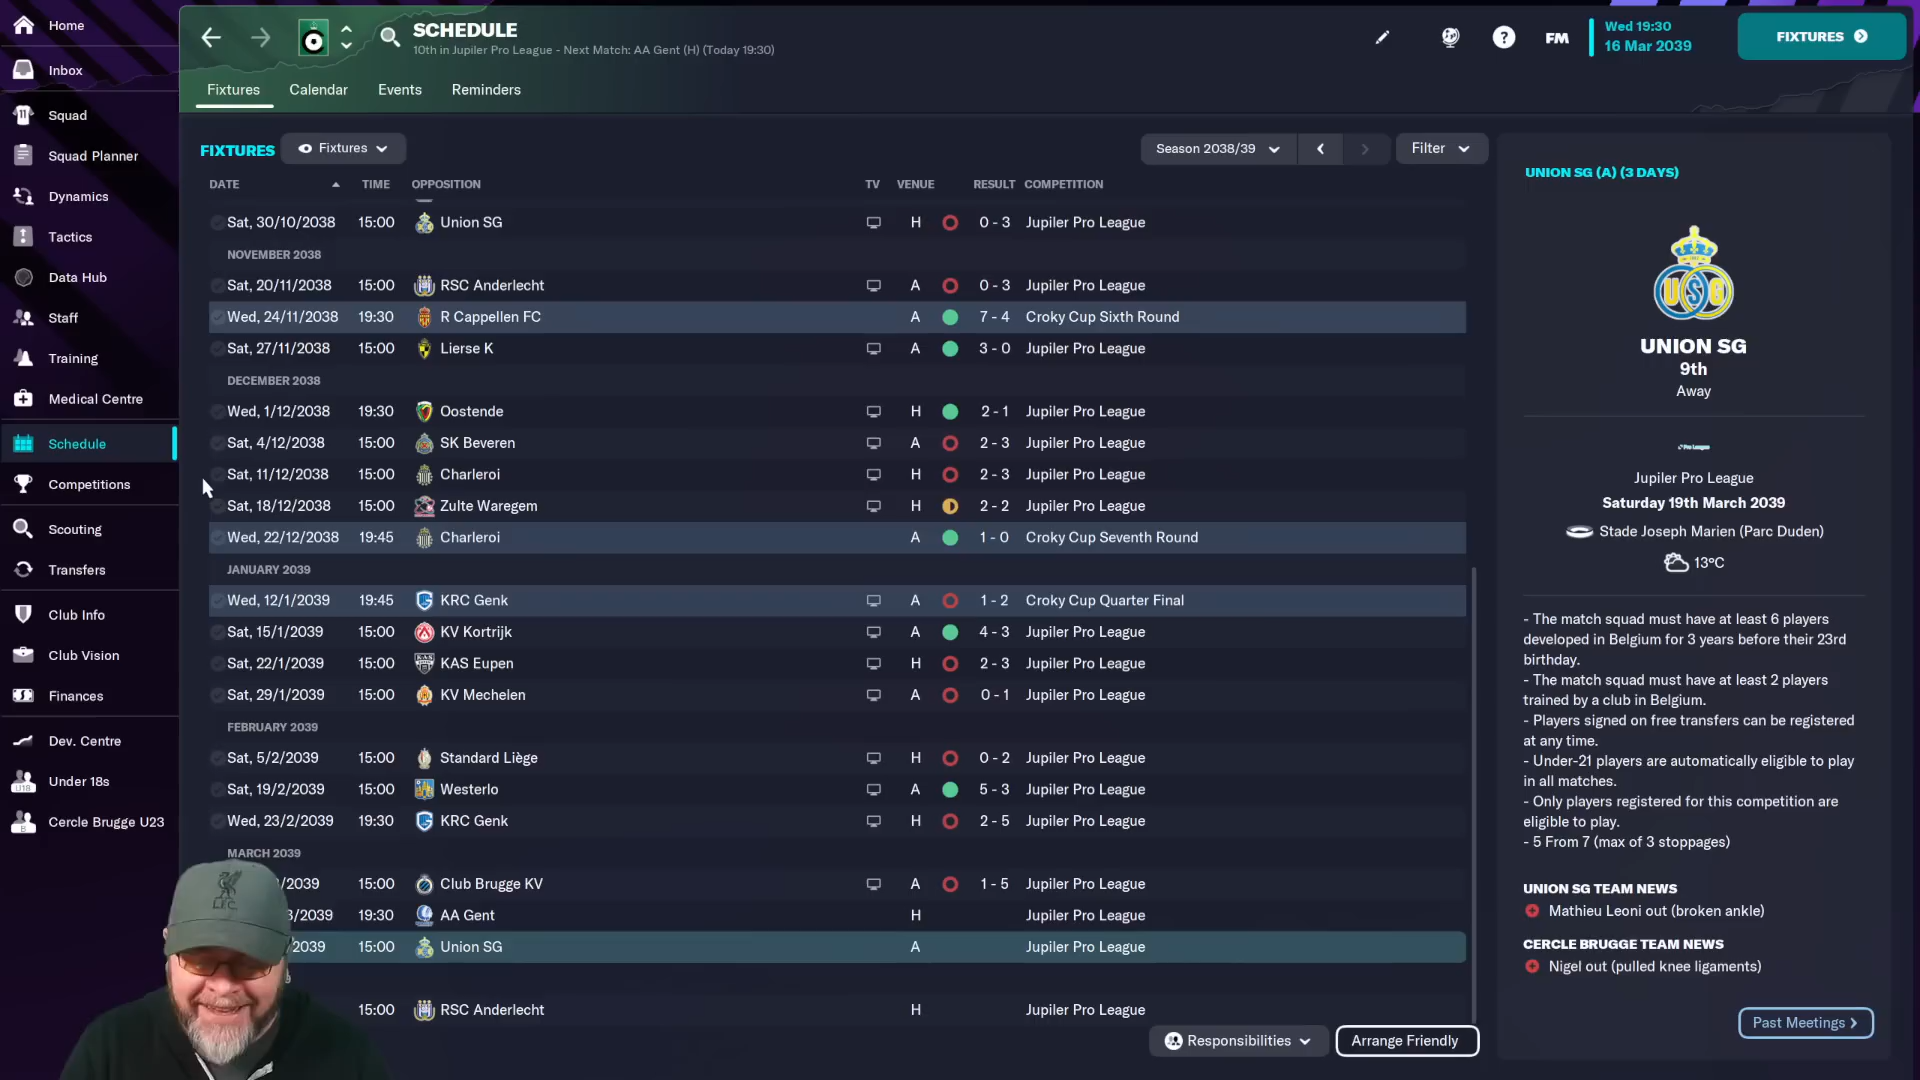 Home
Inbox
Squad
Squad Planner
Dynamics
Tactics
Data Hub
Staff
Training
Medical Centre
Schedule
Competitions
Scouting
Transfers
Club Info
Club Vision
Finances
Dev. Centre
Under 18s
Cercle Brugge U23
SCHEDULE
10th in Jupiler Pro League - Next Match: AA Gent (H) (Today 19:30)
FM
Wed 19:30
16 Mar 2039
FIXTURES
Fixtures Calendar Events Reminders
FIXTURES Fixtures Season 2038/39 Filter
DATE TIME OPPOSITION TV VENUE RESULT COMPETITION
Sat, 30/10/2038 15:00 Union SG H 0 - 3 Jupiler Pro League
NOVEMBER 2038
Sat, 20/11/2038 15:00 RSC Anderlecht A 0 - 3 Jupiler Pro League
Wed, 24/11/2038 19:30 R Cappellen FC A 7 - 4 Croky Cup Sixth Round
Sat, 27/11/2038 15:00 Lierse K A 3 - 0 Jupiler Pro League
DECEMBER 2038
Wed, 1/12/2038 19:30 Oostende H 2 - 1 Jupiler Pro League
Sat, 4/12/2038 15:00 SK Beveren A 2 - 3 Jupiler Pro League
Sat, 11/12/2038 15:00 Charleroi H 2 - 3 Jupiler Pro League
Sat, 18/12/2038 15:00 Zulte Waregem H 2 - 2 Jupiler Pro League
Wed, 22/12/2038 19:45 Charleroi A 1 - 0 Croky Cup Seventh Round
JANUARY 2039
Wed, 12/1/2039 19:45 KRC Genk A 1 - 2 Croky Cup Quarter Final
Sat, 15/1/2039 15:00 KV Kortrijk A 4 - 3 Jupiler Pro League
Sat, 22/1/2039 15:00 KAS Eupen H 2 - 3 Jupiler Pro League
Sat, 29/1/2039 15:00 KV Mechelen A 0 - 1 Jupiler Pro League
FEBRUARY 2039
Sat, 5/2/2039 15:00 Standard Liège H 0 - 2 Jupiler Pro League
Sat, 19/2/2039 15:00 Westerlo A 5 - 3 Jupiler Pro League
Wed, 23/2/2039 19:30 KRC Genk H 2 - 5 Jupiler Pro League
MARCH 2039
/2039 15:00 Club Brugge KV A 1 - 5 Jupiler Pro League
3/2039 19:30 AA Gent H Jupiler Pro League
2039 15:00 Union SG A Jupiler Pro League
15:00 RSC Anderlecht H Jupiler Pro League
Responsibilities Arrange Friendly
UNION SG (A) (3 DAYS)
USG
UNION SG
9th
Away
Pro League
Jupiler Pro League
Saturday 19th March 2039
Stade Joseph Marien (Parc Duden)
13°C
- The match squad must have at least 6 players
developed in Belgium for 3 years before their 23rd
birthday.
- The match squad must have at least 2 players
trained by a club in Belgium.
- Players signed on free transfers can be registered
at any time.
- Under-21 players are automatically eligible to play
in all matches.
- Only players registered for this competition are
eligible to play.
- 5 From 7 (max of 3 stoppages)
UNION SG TEAM NEWS
Mathieu Leoni out (broken ankle)
CERCLE BRUGGE TEAM NEWS
Nigel out (pulled knee ligaments)
Past Meetings
L.F.C.